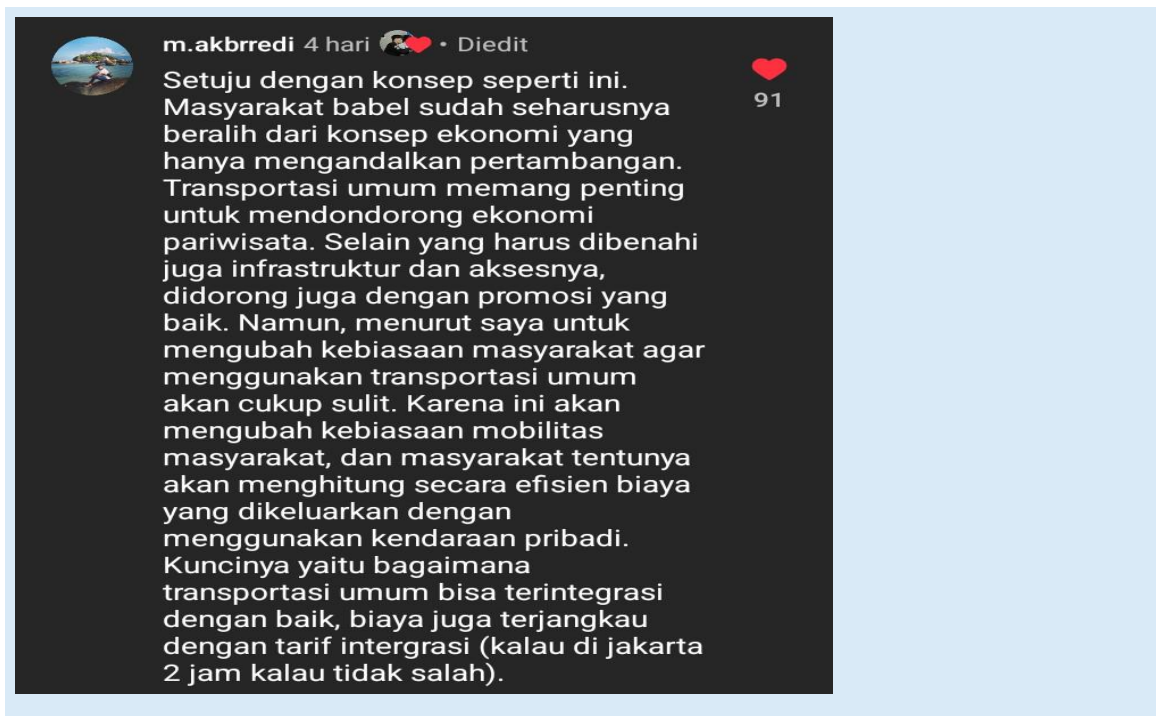 m.akbrredi 4 hari • Diedit
Setuju dengan konsep seperti ini.
Masyarakat babel sudah seharusnya
beralih dari konsep ekonomi yang
hanya mengandalkan pertambangan.
Transportasi umum memang penting
untuk mendondorong ekonomi
pariwisata. Selain yang harus dibenahi
juga infrastruktur dan aksesnya,
didorong juga dengan promosi yang
baik. Namun, menurut saya untuk
mengubah kebiasaan masyarakat agar
menggunakan transportasi umum
akan cukup sulit. Karena ini akan
mengubah kebiasaan mobilitas
masyarakat, dan masyarakat tentunya
akan menghitung secara efisien biaya
yang dikeluarkan dengan
menggunakan kendaraan pribadi.
Kuncinya yaitu bagaimana
transportasi umum bisa terintegrasi
dengan baik, biaya juga terjangkau
dengan tarif intergrasi (kalau di jakarta
2 jam kalau tidak salah).
91